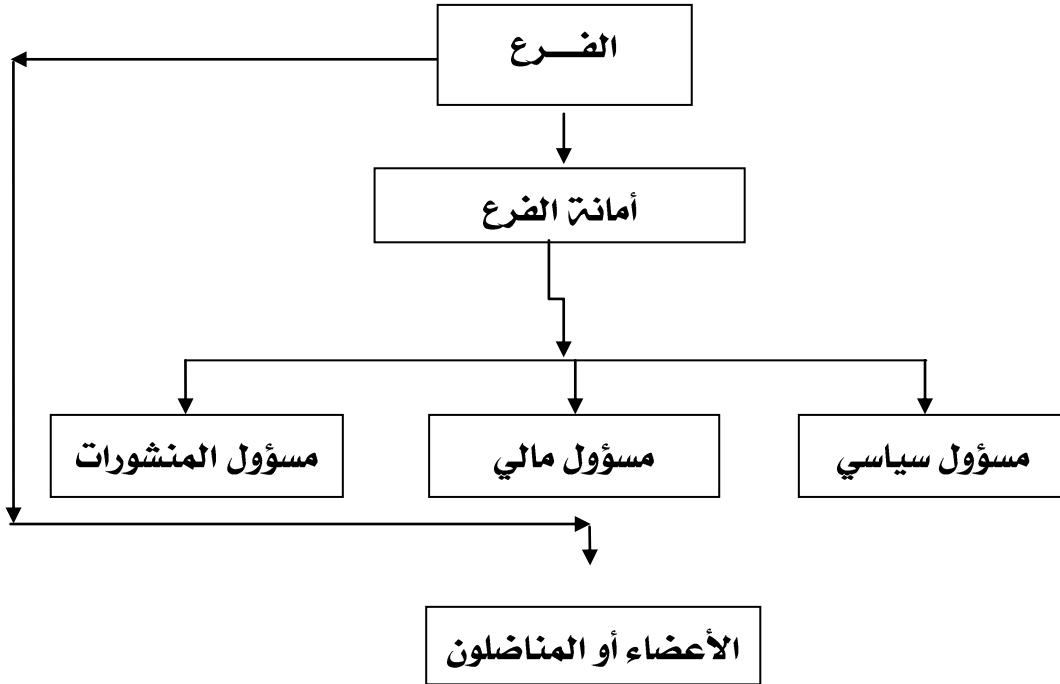 الفـــرع
أمانة الفرع
مسؤول سياسي
مسؤول مالي
مسؤول المنشورات
الأعضاء أو المناضلون